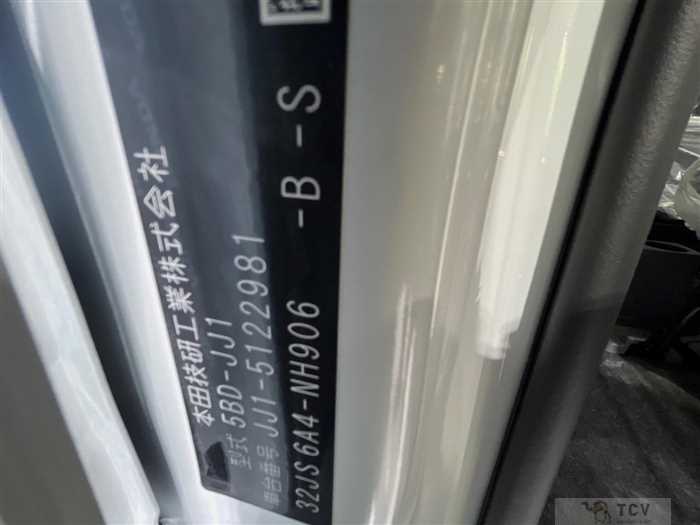 本田技研工業株式会社
型式 5BD-JJ1
車台番号 JJ1-5122981
32JS6A4-NH906 -B -S
TCV